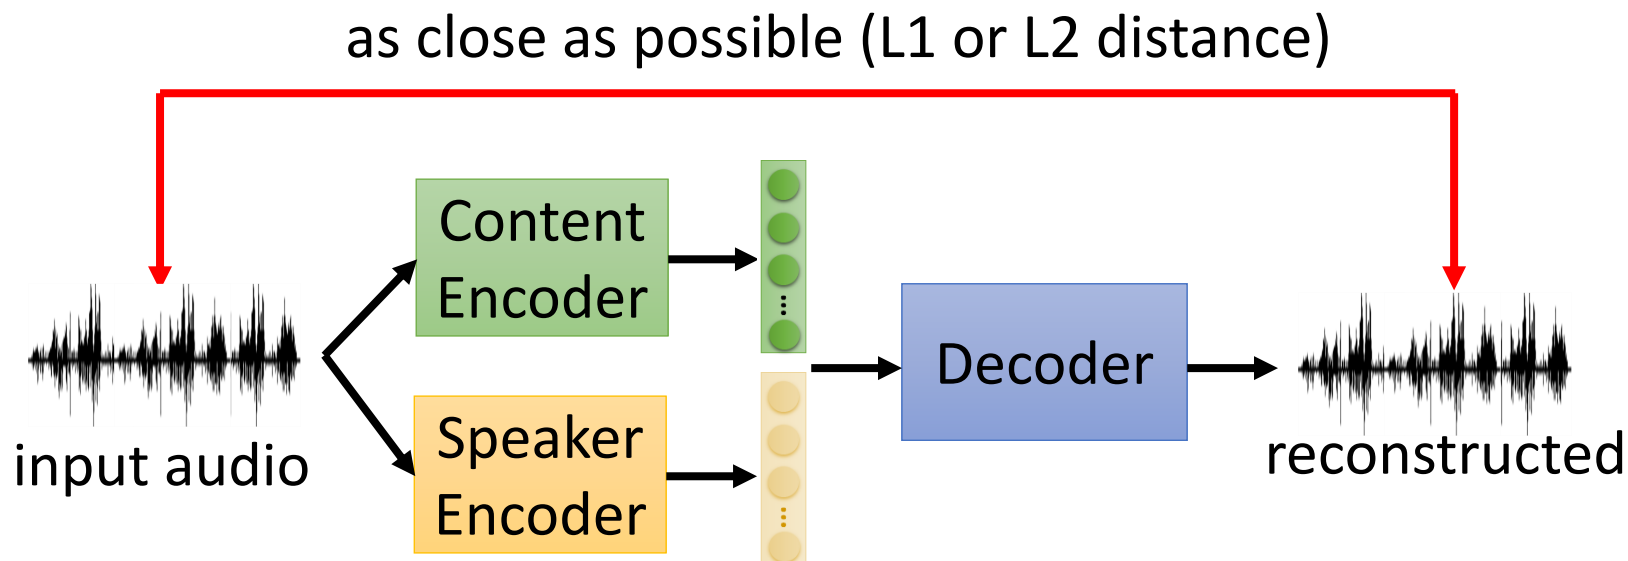 as close as possible (L1 or L2 distance)
Content
Encoder
Decoder
Speaker
Encoder
input audio
reconstructed